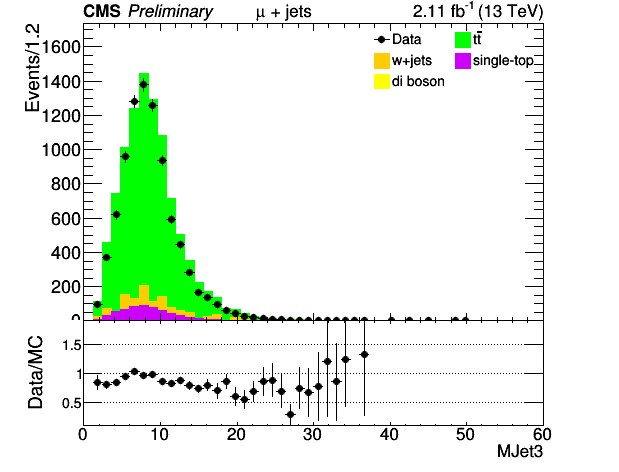 CMS Preliminary μ + jets 2.11 fb⁻¹ (13 TeV)
Events/1.2
1600
1400
1200
1000
800
600
400
200
0
Data
tt̄
w+jets
single-top
di boson
Data/MC
1.5
1
0.5
0 10 20 30 40 50 60
MJet3